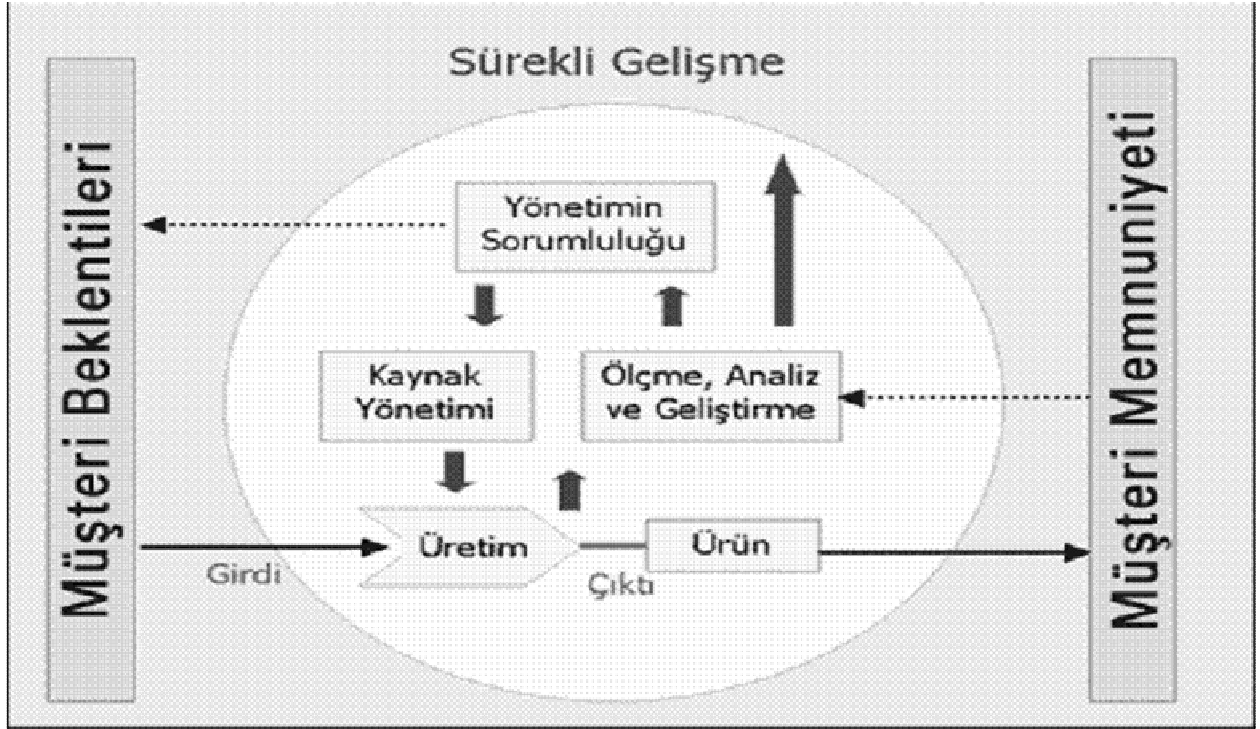 Sürekli Gelişme
Müşteri Beklentileri
Yönetimin
Sorumluluğu
Kaynak
Yönetimi
Ölçme, Analiz
ve Geliştirme
Girdi
Üretim
Çıktı
Ürün
Müşteri Memnuniyeti